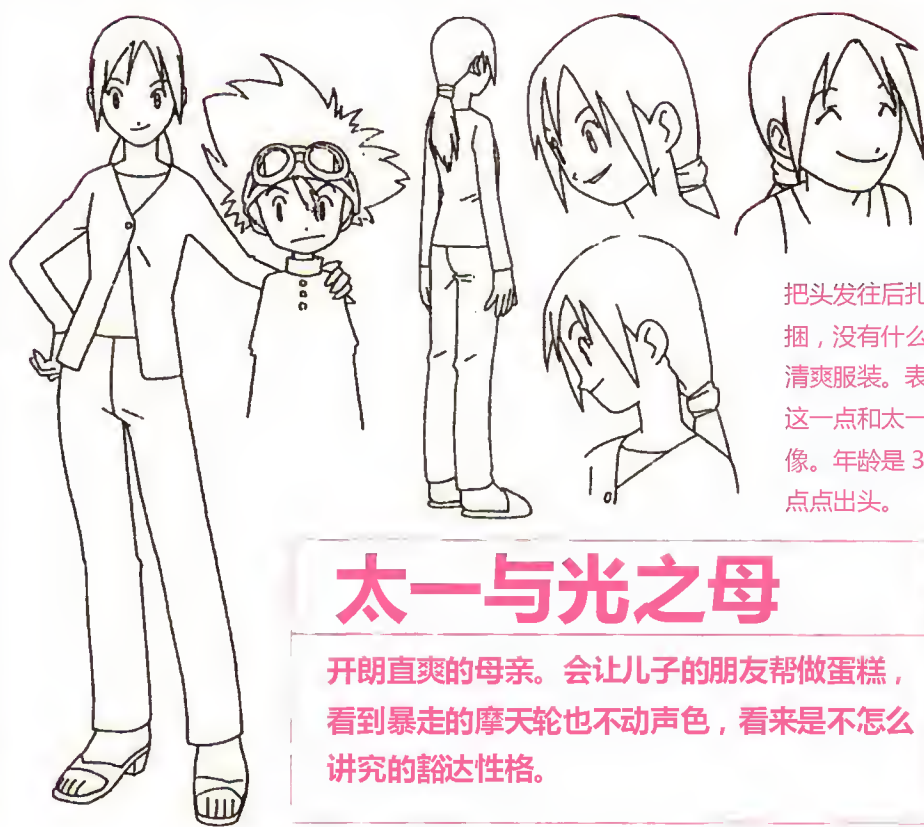 把头发往后扎
捆，没有什么
清爽服装。表
这一点和太一
像。年龄是 3
点点出头。
太一与光之母
开朗直爽的母亲。会让儿子的朋友帮做蛋糕，
看到暴走的摩天轮也不动声色，看来是不怎么
讲究的豁达性格。